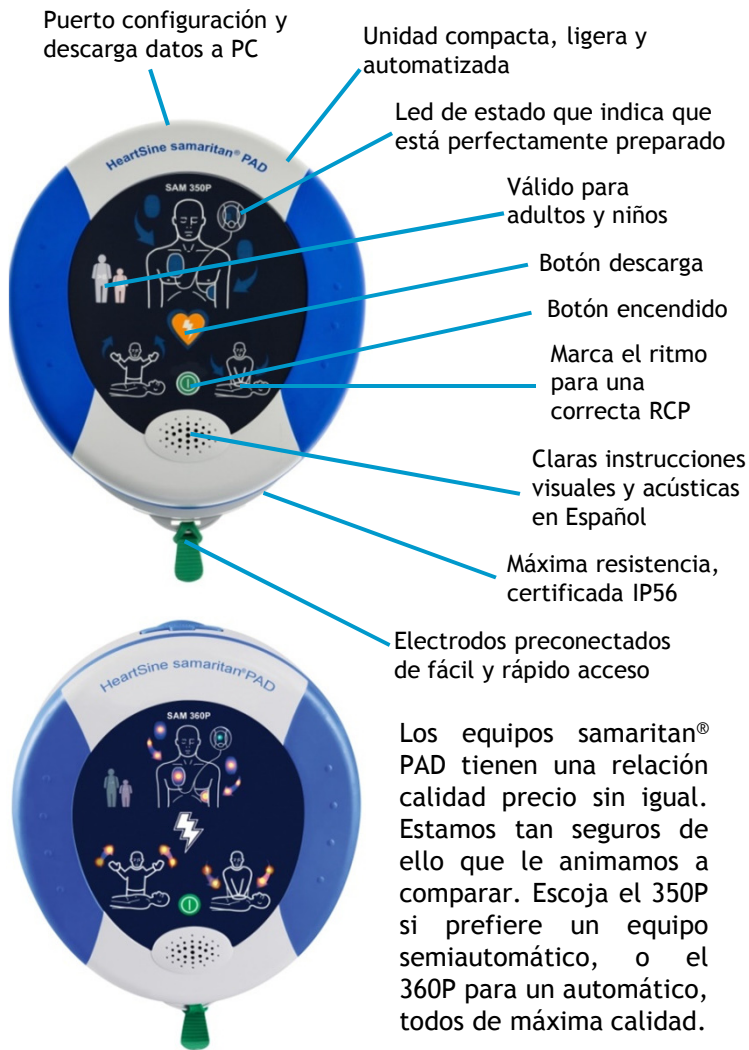 Puerto configuración y
descarga datos a PC
Unidad compacta, ligera y
automatizada
Led de estado que indica que
está perfectamente preparado
HeartSine samaritan® PAD
SAM 350P
Válido para
adultos y niños
Botón descarga
Botón encendido
Marca el ritmo
para una
correcta RCP
Claras instrucciones
visuales y acústicas
en Español
Máxima resistencia,
certificada IP56
Electrodos preconectados
de fácil y rápido acceso
HeartSine samaritan® PAD
SAM 360P
Los equipos samaritan®
PAD tienen una relación
calidad precio sin igual.
Estamos tan seguros de
ello que le animamos a
comparar. Escoja el 350P
si prefiere un equipo
semiautomático, o el
360P para un automático,
todos de máxima calidad.